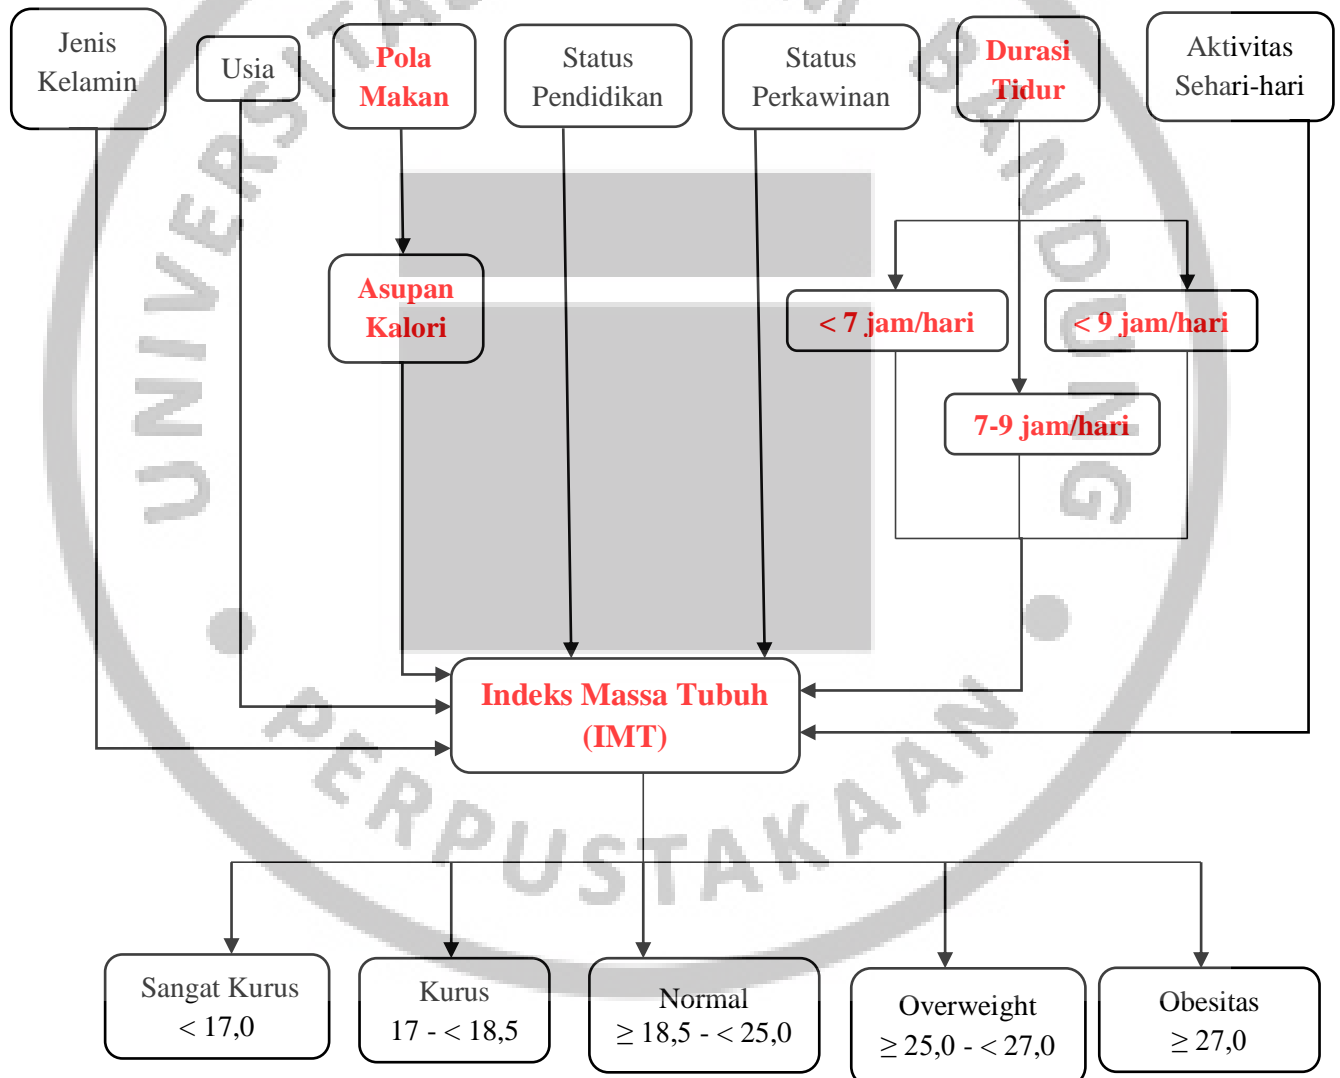 Jenis
Kelamin
Usia
Pola
Makan
Status
Pendidikan
Status
Perkawinan
Durasi
Tidur
Aktivitas
Sehari-hari
Asupan
Kalori
< 7 jam/hari
< 9 jam/hari
7-9 jam/hari
Indeks Massa Tubuh
(IMT)
Sangat Kurus
< 17,0
Kurus
17 - < 18,5
Normal
≥ 18,5 - < 25,0
Overweight
≥ 25,0 - < 27,0
Obesitas
≥ 27,0
BANDUNG
PERPUSTAKAAN